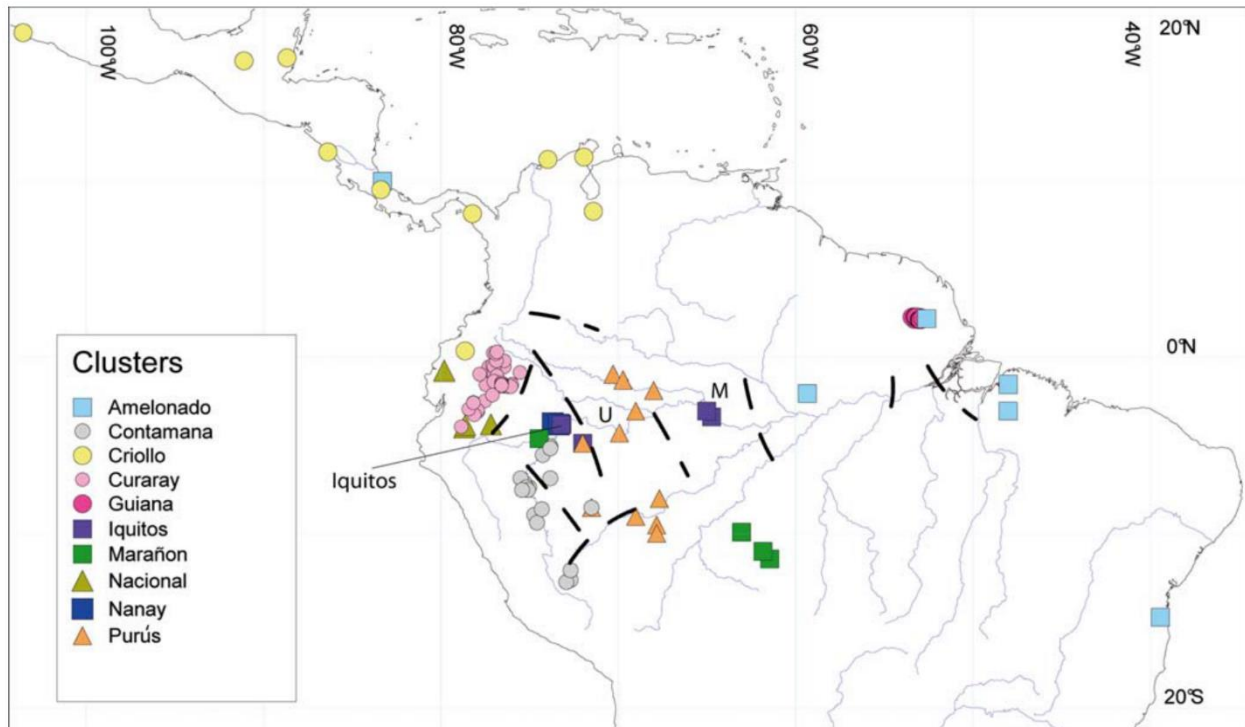 100°W
80°W
60°W
40°W
20°N
0°N
M
U
Iquitos
20°S
Clusters
Amelonado
Contamana
Criollo
Curaray
Guiana
Iquitos
Marañon
Nacional
Nanay
Purús